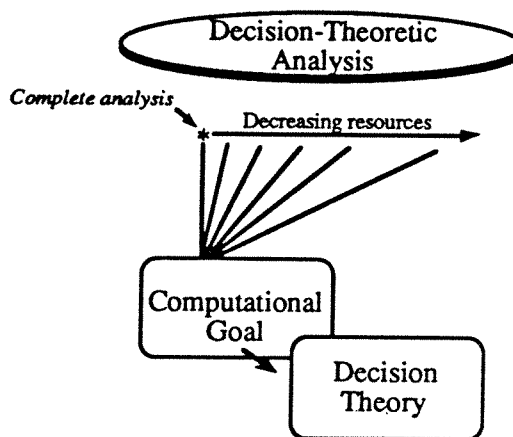 Decision-Theoretic
Analysis
Complete analysis
*
Decreasing resources
Computational
Goal
Decision
Theory